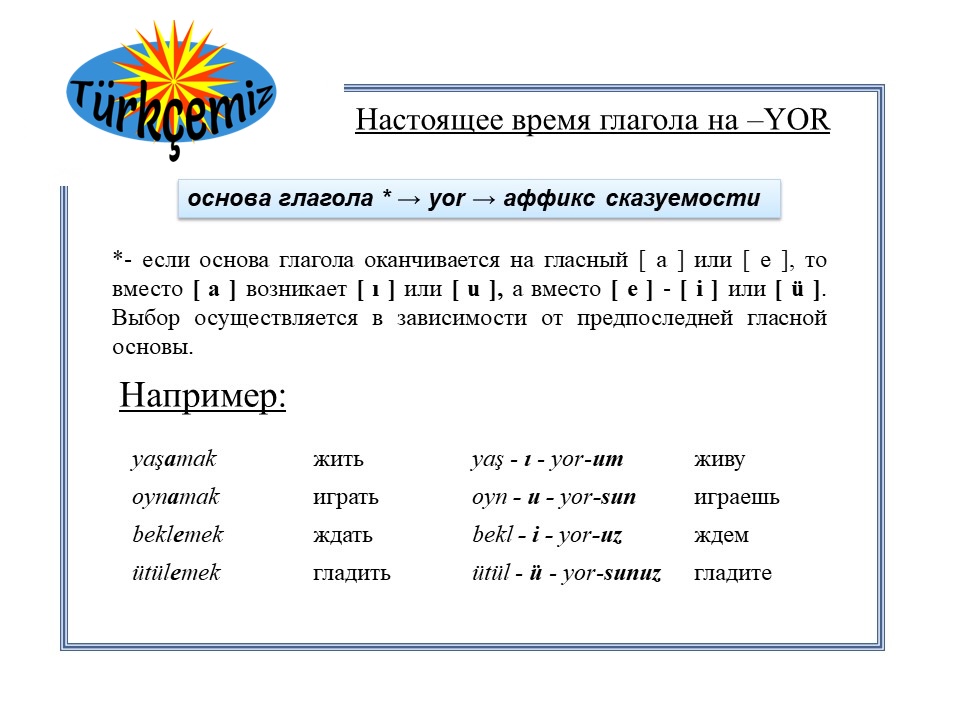 Türkçemiz
Настоящее время глагола на –YOR
основа глагола * → yor → аффикс сказуемости
*- если основа глагола оканчивается на гласный [ a ] или [ e ], то
вместо [ a ] возникает [ ı ] или [ u ], а вместо [ e ] - [ i ] или [ ü ].
Выбор осуществляется в зависимости от предпоследней гласной
основы.
Например:
yaşamak жить yaş - ı - yor-um живу
oynamak играть oyn - u - yor-sun играешь
beklemek ждать bekl - i - yor-uz ждем
ütülemek гладить ütül - ü - yor-sunuz гладите